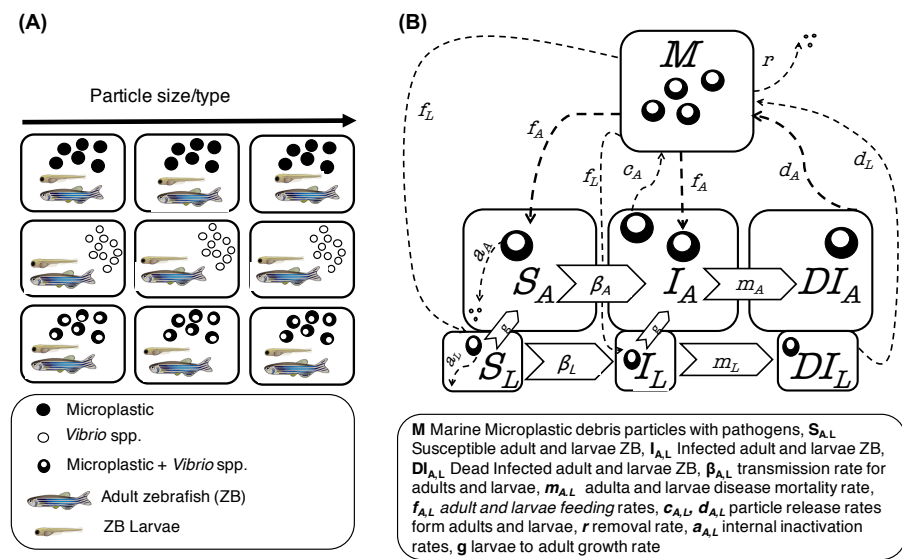 (A)
Particle size/type
Microplastic
Vibrio spp.
Microplastic + Vibrio spp.
Adult zebrafish (ZB)
ZB Larvae
(B)
M
r
f_L
f_A
f_L
c_A
f_A
d_A
d_L
a_A
S_A
β_A
I_A
m_A
DI_A
g
g
a_L
S_L
β_L
I_L
m_L
DI_L
M Marine Microplastic debris particles with pathogens, S_A,L
Susceptible adult and larvae ZB, I_A,L Infected adult and larvae ZB,
DI_A,L Dead Infected adult and larvae ZB, β_A,L transmission rate for
adults and larvae, m_A,L adulta and larvae disease mortality rate,
f_A,L adult and larvae feeding rates, c_A,L, d_A,L particle release rates
form adults and larvae, r removal rate, a_A,L internal inactivation
rates, g larvae to adult growth rate